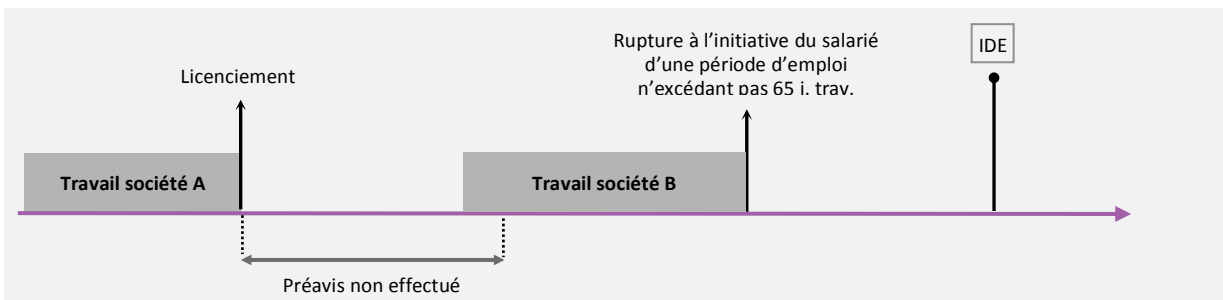 Rupture à l’initiative du salarié
d’une période d’emploi
n’excédant pas 65 j. trav.
IDE
Licenciement
Travail société A
Travail société B
Préavis non effectué